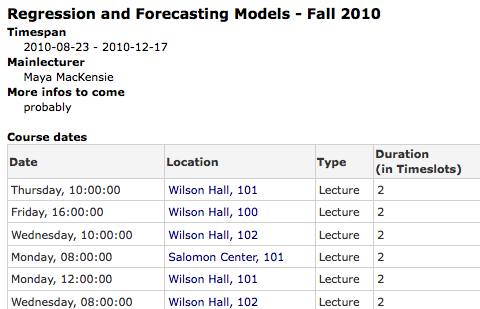 Regression and Forecasting Models - Fall 2010
Timespan
2010-08-23 - 2010-12-17
Mainlecturer
Maya MacKensie
More infos to come
probably
Course dates
Date Location Type Duration (in Timeslots)
Thursday, 10:00:00 Wilson Hall, 101 Lecture 2
Friday, 16:00:00 Wilson Hall, 100 Lecture 2
Wednesday, 10:00:00 Wilson Hall, 102 Lecture 2
Monday, 08:00:00 Salomon Center, 101 Lecture 2
Monday, 12:00:00 Wilson Hall, 101 Lecture 2
Wednesday, 08:00:00 Wilson Hall, 102 Lecture 2